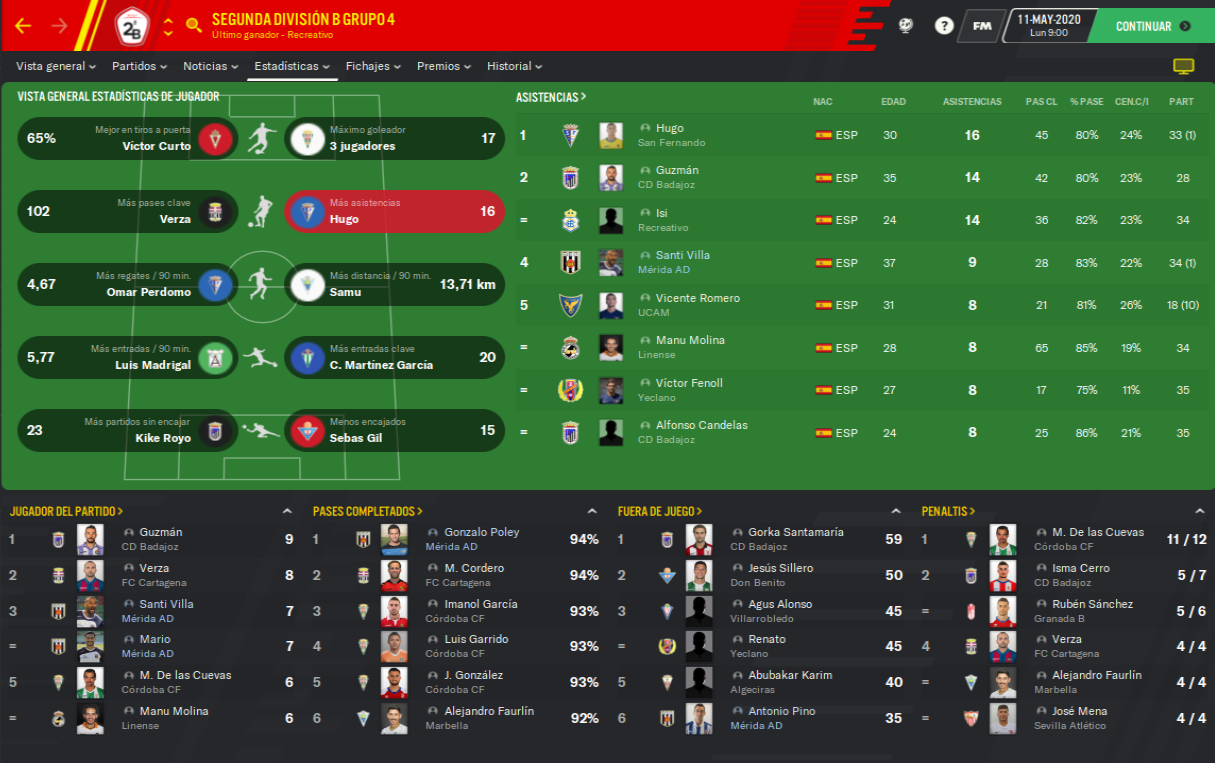 SEGUNDA DIVISIÓN B GRUPO 4
Último ganador - Recreativo
2ªB
?
FM
11-MAY-2020
Lun 9:00
CONTINUAR
Vista general
Partidos
Noticias
Estadísticas
Fichajes
Premios
Historial
VISTA GENERAL ESTADÍSTICAS DE JUGADOR
65%
Mejor en tiros a puerta
Víctor Curto
Máximo goleador
3 jugadores
17
102
Más pases clave
Verza
Más asistencias
Hugo
16
4,67
Más regates / 90 min.
Omar Perdomo
Más distancia / 90 min.
Samu
13,71 km
5,77
Más entradas / 90 min.
Luis Madrigal
Más entradas clave
C. Martínez García
20
23
Más partidos sin encajar
Kike Royo
Menos encajados
Sebas Gil
15
ASISTENCIAS >
NAC EDAD ASISTENCIAS PAS CL % PASE CEN.C/I PART
1 Hugo San Fernando ESP 30 16 45 80% 24% 33 (1)
2 Guzmán CD Badajoz ESP 35 14 42 80% 23% 28
= Isi Recreativo ESP 24 14 36 82% 23% 34
4 Santi Villa Mérida AD ESP 37 9 28 83% 22% 34 (1)
5 Vicente Romero UCAM ESP 31 8 21 81% 26% 18 (10)
= Manu Molina Linense ESP 28 8 65 85% 19% 34
= Víctor Fenoll Yeclano ESP 27 8 17 75% 11% 35
= Alfonso Candelas CD Badajoz ESP 24 8 25 86% 21% 35
JUGADOR DEL PARTIDO >
1 Guzmán CD Badajoz 9
2 Verza FC Cartagena 8
3 Santi Villa Mérida AD 7
= Mario Mérida AD 7
5 M. De las Cuevas Córdoba CF 6
= Manu Molina Linense 6
PASES COMPLETADOS >
1 Gonzalo Poley Mérida AD 94%
2 M. Cordero FC Cartagena 94%
3 Imanol García Córdoba CF 93%
4 Luis Garrido Córdoba CF 93%
5 J. González Córdoba CF 93%
6 Alejandro Faurlín Marbella 92%
FUERA DE JUEGO >
1 Gorka Santamaría CD Badajoz 59
2 Jesús Sillero Don Benito 50
3 Agus Alonso Villarrobledo 45
= Renato Yeclano 45
5 Abubakar Karim Algeciras 40
6 Antonio Pino Mérida AD 35
PENALTIS >
1 M. De las Cuevas Córdoba CF 11 / 12
2 Isma Cerro CD Badajoz 5 / 7
= Rubén Sánchez Granada B 5 / 6
4 Verza FC Cartagena 4 / 4
= Alejandro Faurlín Marbella 4 / 4
= José Mena Sevilla Atlético 4 / 4